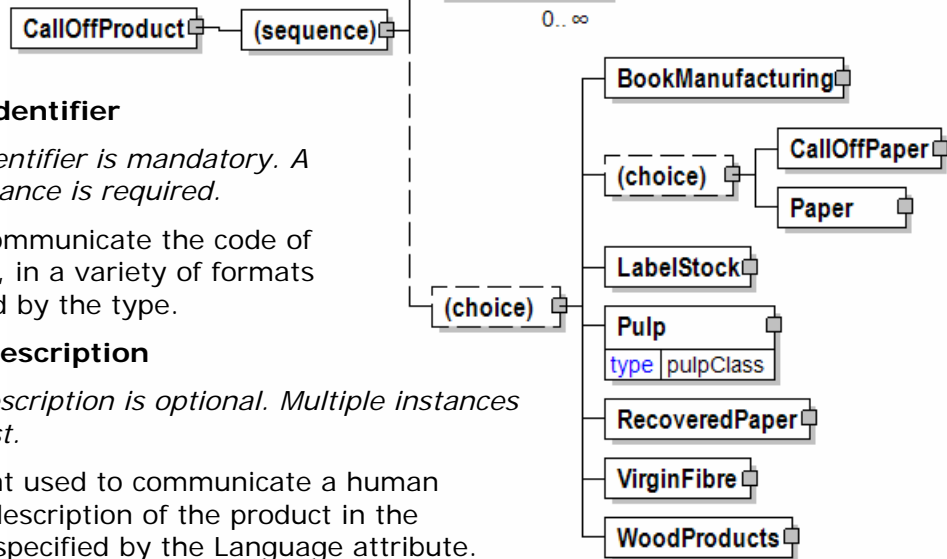 0.. ∞
CallOffProduct
(sequence)
BookManufacturing
(choice)
CallOffPaper
Paper
LabelStock
(choice)
Pulp
type pulpClass
RecoveredPaper
VirginFibre
WoodProducts
dentifier
entifier is mandatory. A
ance is required.
ommunicate the code of
, in a variety of formats
d by the type.
escription
scription is optional. Multiple instances
st.
t used to communicate a human
description of the product in the
specified by the Language attribute.